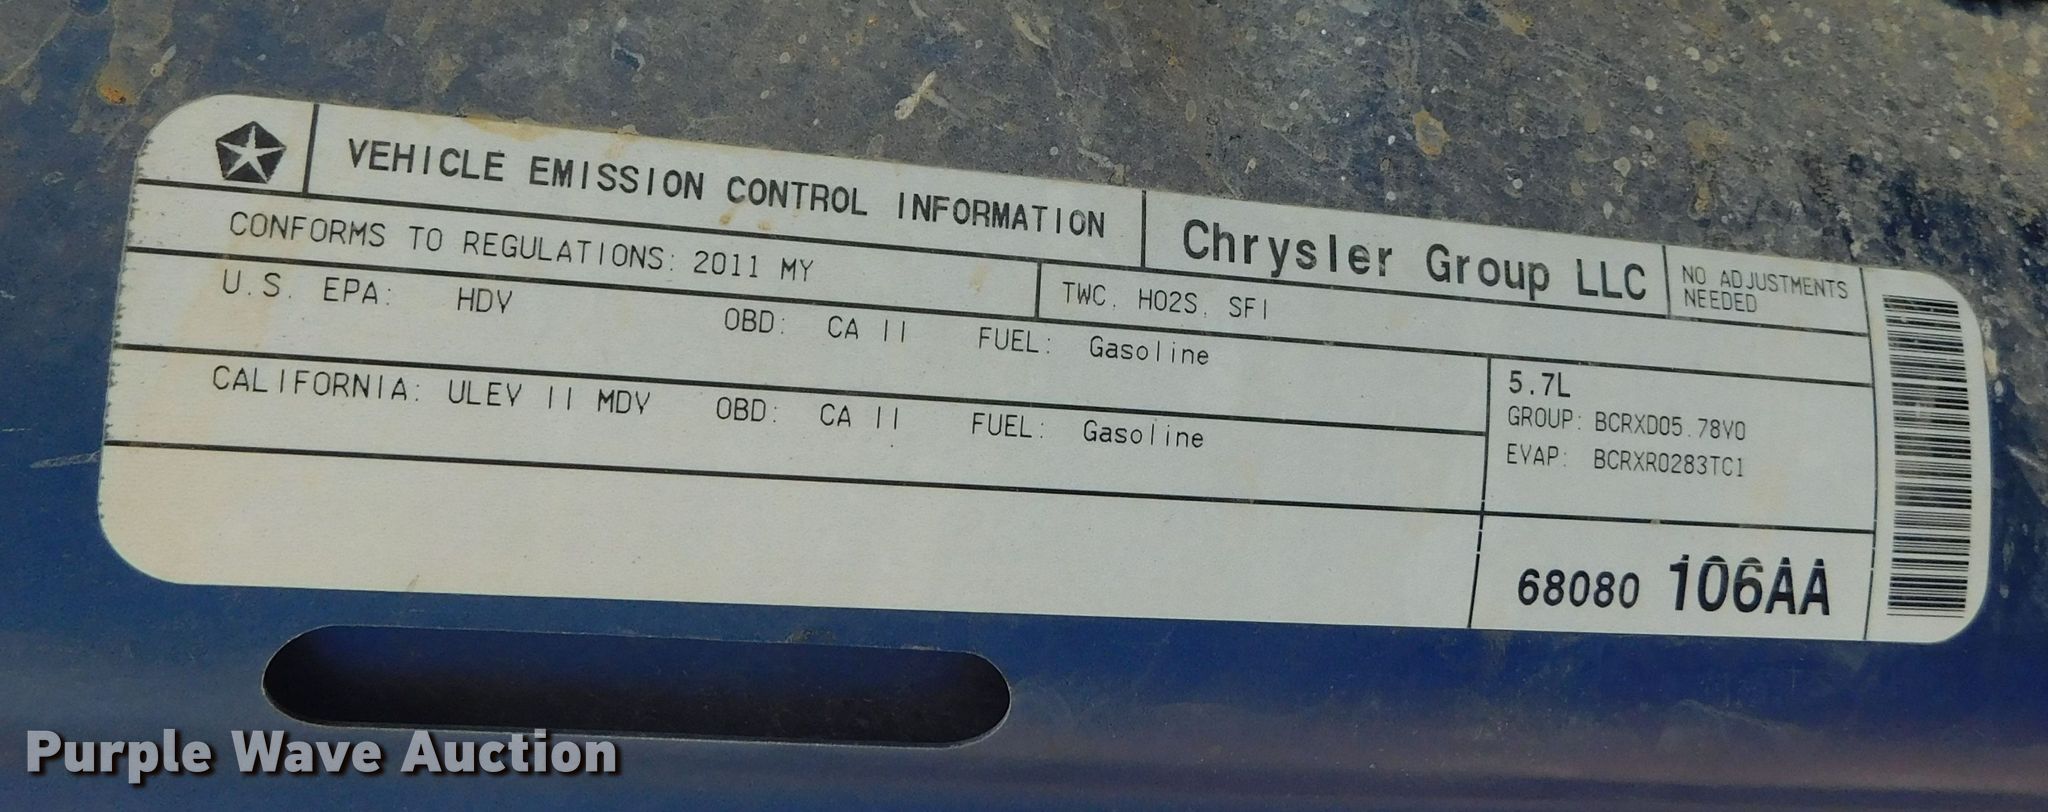 VEHICLE EMISSION CONTROL INFORMATION
Chrysler Group LLC
NO ADJUSTMENTS
NEEDED
CONFORMS TO REGULATIONS: 2011 MY
TWC, HO2S, SFI
U.S. EPA: HDV OBD: CA II FUEL: Gasoline
CALIFORNIA: ULEV II MDV OBD: CA II FUEL: Gasoline
5.7L
GROUP: BCRXD05.78V0
EVAP: BCRXR0283TC1
68080 106AA
Purple Wave Auction